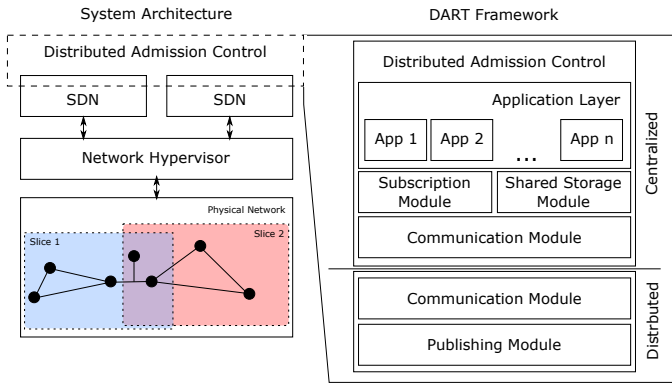 System Architecture
DART Framework
Distributed Admission Control
SDN
SDN
Network Hypervisor
Physical Network
Slice 1
Slice 2
Distributed Admission Control
Application Layer
App 1
App 2
...
App n
Subscription
Module
Shared Storage
Module
Communication Module
Centralized
Communication Module
Publishing Module
Distrbuted